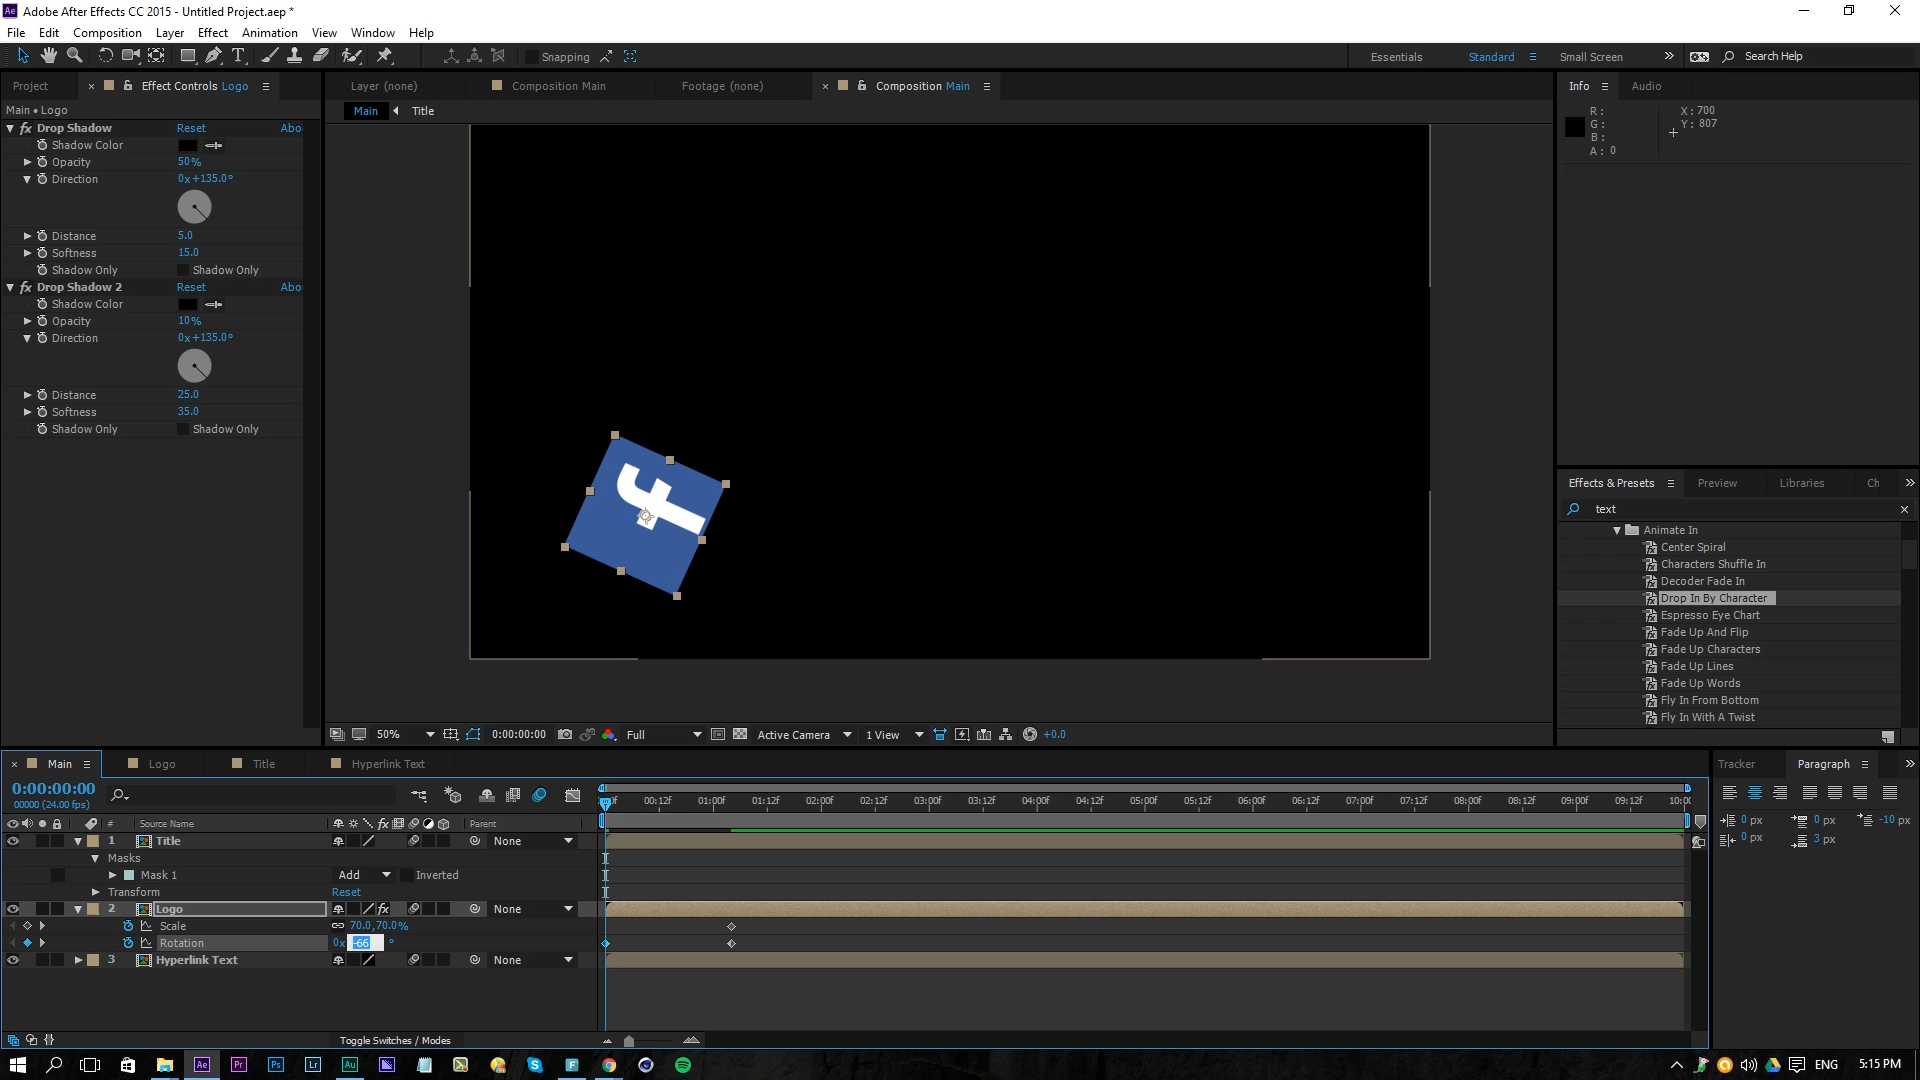 Adobe After Effects CC 2015 - Untitled Project.aep *
File Edit Composition Layer Effect Animation View Window Help
Snapping Essentials Standard Small Screen Search Help
Project Effect Controls Logo Layer (none) Composition Main Footage (none) Composition Main Info Audio
Main • Logo Main Title
Drop Shadow Reset Abo
Shadow Color
Opacity 50%
Direction 0x+135.0°
Distance 5.0
Softness 15.0
Shadow Only Shadow Only
Drop Shadow 2 Reset Abo
Shadow Color
Opacity 10%
Direction 0x+135.0°
Distance 25.0
Softness 35.0
Shadow Only Shadow Only
f
R: X: 700
G: Y: 807
B:
A: 0
Effects & Presets Preview Libraries Ch
text
Animate In
Center Spiral
Characters Shuffle In
Decoder Fade In
Drop In By Character
Espresso Eye Chart
Fade Up And Flip
Fade Up Characters
Fade Up Lines
Fade Up Words
Fly In From Bottom
Fly In With A Twist
50% 0:00:00:00 Full Active Camera 1 View +0.0
Main Logo Title Hyperlink Text
0:00:00:00
00000 (24.00 fps)
00:12f 01:00f 01:12f 02:00f 02:12f 03:00f 03:12f 04:00f 04:12f 05:00f 05:12f 06:00f 06:12f 07:00f 07:12f 08:00f 08:12f 09:00f 09:12f 10:00
# Source Name Parent
1 Title None
Masks
Mask 1 Add Inverted
Transform Reset
2 Logo fx None
Scale 70.0,70.0%
Rotation 0x -66 °
3 Hyperlink Text None
Toggle Switches / Modes
Tracker Paragraph
0 px 0 px -10 px
0 px 3 px
Ae Pr Ps Lr Au F S ENG 5:15 PM